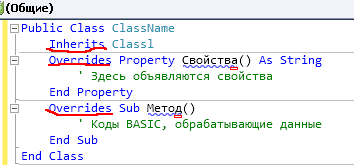 (Общие)
Public Class ClassName
Inherits Classl
Overrides Property Свойства() As String
' Здесь объявляются свойства
End Property
Overrides Sub Метод()
' Коды BASIC, обрабатывающие данные
End Sub
End Class